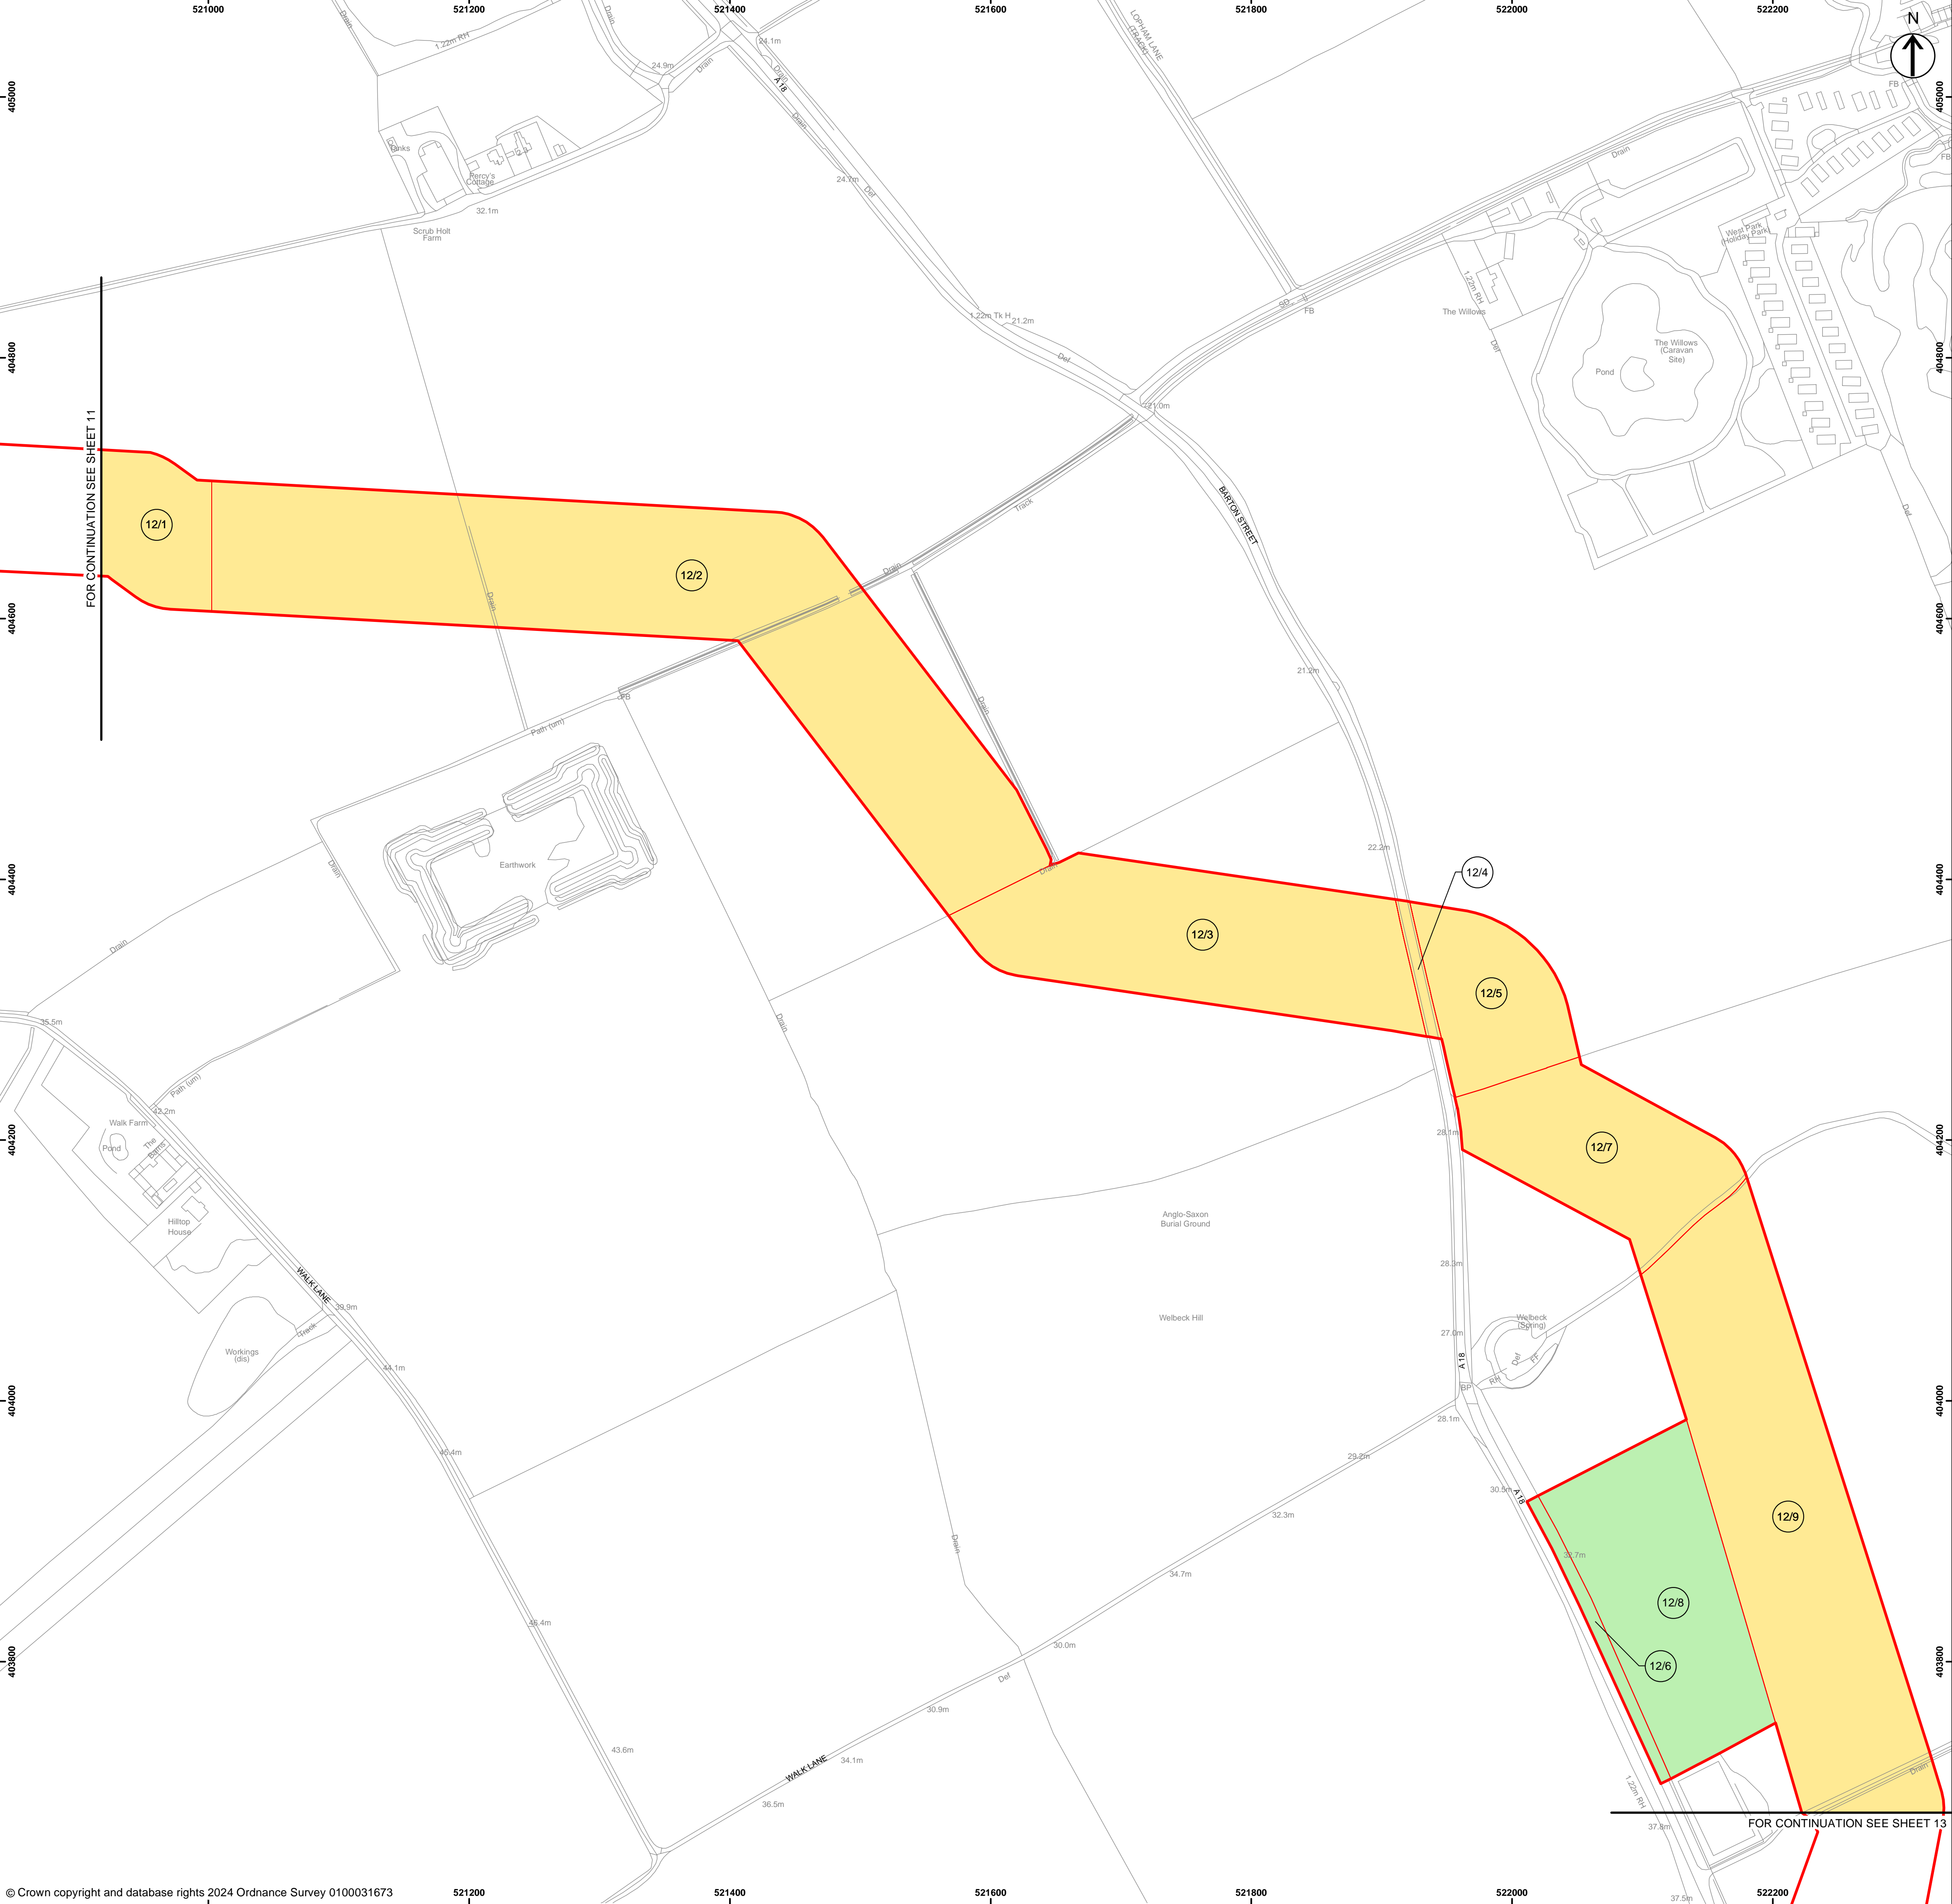 521000
521200
521400
521600
521800
522000
522200
N
Drain
1.22m RH
Drain
24.9m
Drain
24.1m
Drain
A 18
Drain
LOPHAM LANE
(TRACK)
FB
405000
405000
Tanks
2
Percy's
Cottage
32.1m
Scrub Holt
Farm
24.7m
Def
Drain
FB
West Park
(Holiday Park)
1.22m RH
SD
FB
The Willows
Def
The Willows
(Caravan
Site)
Pond
1.22m Tk H
21.2m
Def
404800
404800
21.0m
FOR CONTINUATION SEE SHEET 11
12/1
12/2
Track
BARTON STREET
Def
Drain
Drain
404600
404600
21.2m
FB
Path (um)
Drain
Earthwork
Drain
22.2m
12/4
Drain
404400
404400
12/3
Drain
12/5
35.5m
Drain
Path (um)
42.2m
Walk Farm
Pond
The
Barns
28.1m
12/7
404200
404200
Hilltop
House
Anglo-Saxon
Burial Ground
28.3m
WALK LANE
39.9m
Track
Workings
(dis)
Welbeck Hill
27.0m
Welbeck
(Spring)
Def
FF
A 18
RH
BP
44.1m
404000
404000
28.1m
45.4m
29.2m
30.5m
A 18
32.3m
12/9
Drain
32.7m
34.7m
12/8
46.4m
30.0m
12/6
403800
403800
Def
30.9m
43.6m
WALK LANE
34.1m
36.5m
1.22m RH
Drain
37.8m
FOR CONTINUATION SEE SHEET 13
© Crown copyright and database rights 2024 Ordnance Survey 0100031673
521200
521400
521600
521800
522000
522200
37.5m